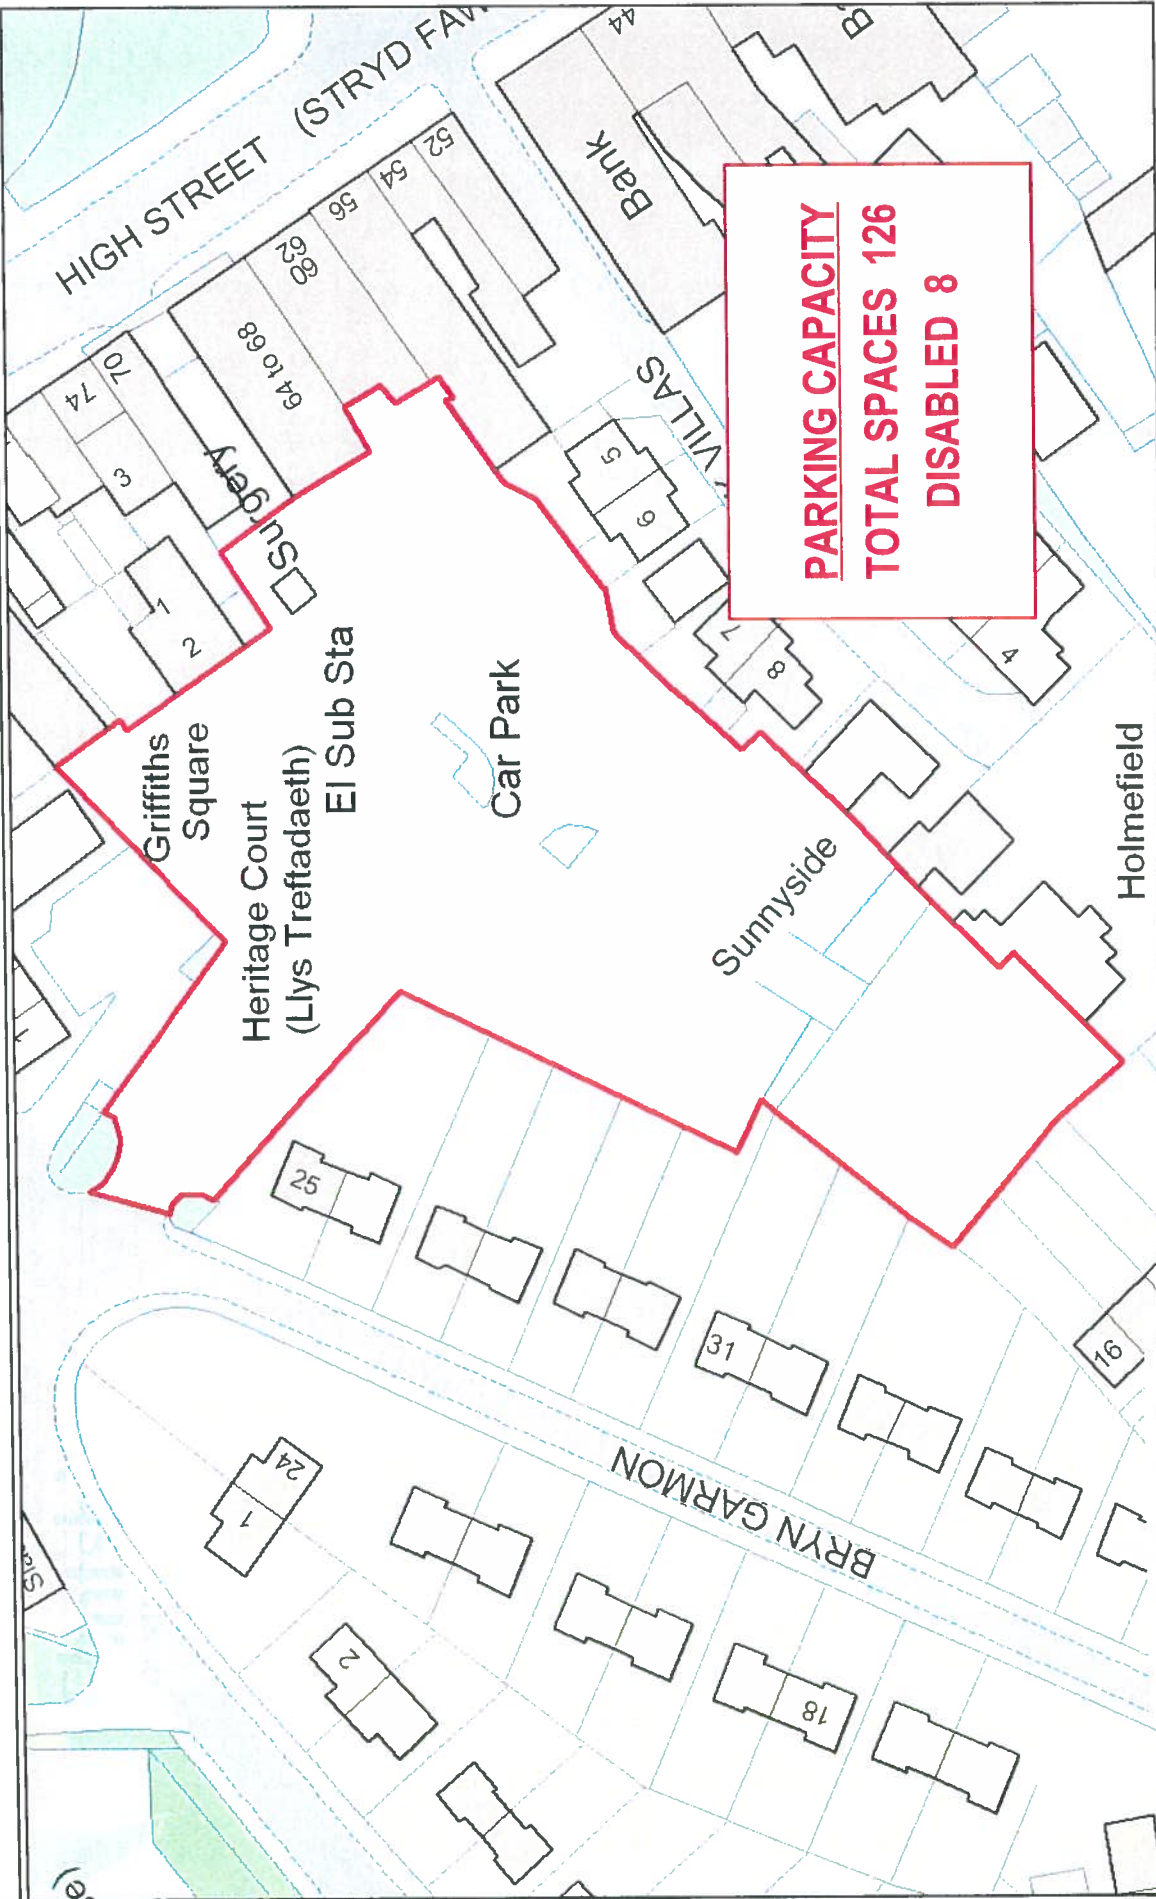 HIGH STREET (STRYD
44
Bank
52
54
56
60
62
64 to 68
70
74
3
Surgery
1
2
Griffiths
Square
Heritage Court
(Llys Treftadaeth)
El Sub Sta
Car Park
Sunnyside
VILLAS
5
6
7
8
4
Holmefield
PARKING CAPACITY
TOTAL SPACES 126
DISABLED 8
25
31
16
BRYN GARMON
24
1
2
18